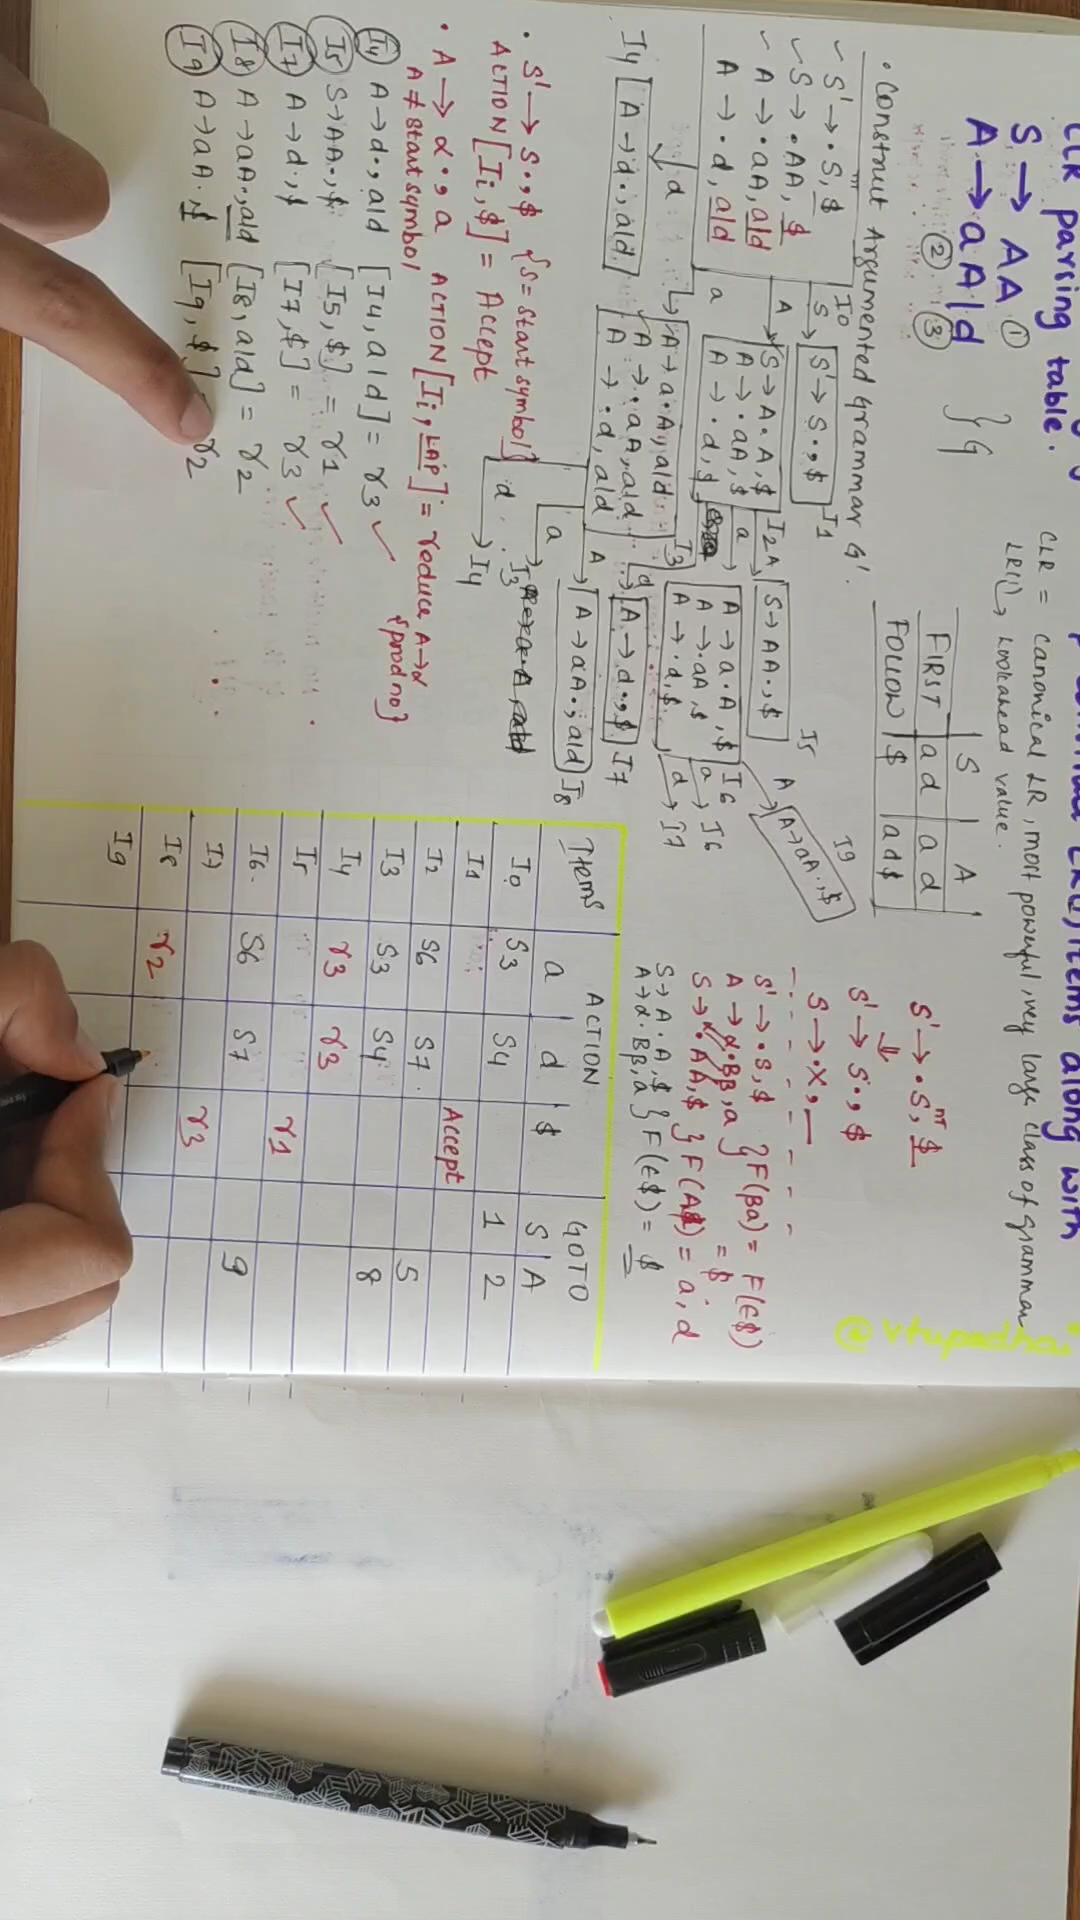 CLR parsing table.
S → AA ①
A → aA|d
② ③
} G
CLR = Canonical LR, most powerful, very large class of grammar
LR(1) → Lookahead value.
S A
FIRST a d a d
FOLLOW $ a d $
• Construct Argumented Grammar G'.
S' → •S, $
S → •AA, $
A → •aA, a|d
A → •d, a|d
I0
S
S' → S•, $
I1
A
S → A•A, $
A → •aA, $
A → •d, $
I2
A
S → AA•, $
I5
a
A → a•A, $
A → •aA, $
A → •d, $
I6
A
A → aA•, $
I9
a → I6
d → I7
d
A → d•, $
I7
a
A → a•A, a|d
A → •aA, a|d
A → •d, a|d
I3
A
A → aA•, a|d
I8
a → I3
d → I4
d
I4
A → d•, a|d
S' → •S, $
S' → S•, $
S → •X, —
S' → •S, $
A → α•Bβ, a } F(βa) = F(ε$) = $
S → •AA, $ } F(A$) = a, d
S → A•A, $
A → α•Bβ, a } F(ε$) = $
• S' → S•, $ {S = Start symbol}
ACTION [Ii, $] = Accept
• A → α•, a ACTION [Ii, LAP] = reduce A→α
A ≠ Start symbol {prod no}
I4 A → d•, a|d [I4, a|d] = r3 ✓
I5 S → AA•, $ [I5, $] = r1 ✓
I7 A → d•, $ [I7, $] = r3 ✓
I8 A → aA•, a|d [I8, a|d] = r2
I9 A → aA•, $ [I9, $] r2
Items ACTION GOTO
a d $ S A
I0 S3 S4 1 2
I1 Accept
I2 S6 S7 5
I3 S3 S4 8
I4 r3 r3
I5 r1
I6 S6 S7 9
I7 r3
I8 r2
I9
@vtupadhai